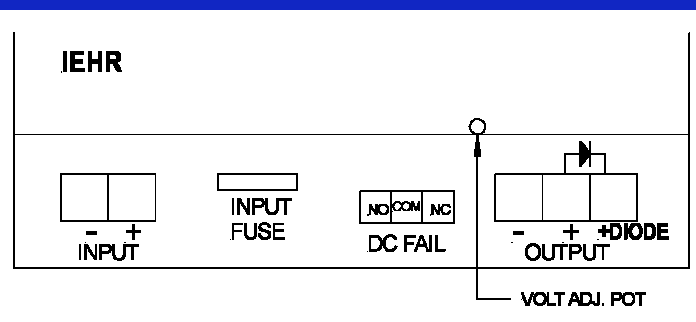 IEHR
- +
INPUT
INPUT
FUSE
NO COM NC
DC FAIL
- + +DIODE
OUTPUT
VOLT ADJ. POT